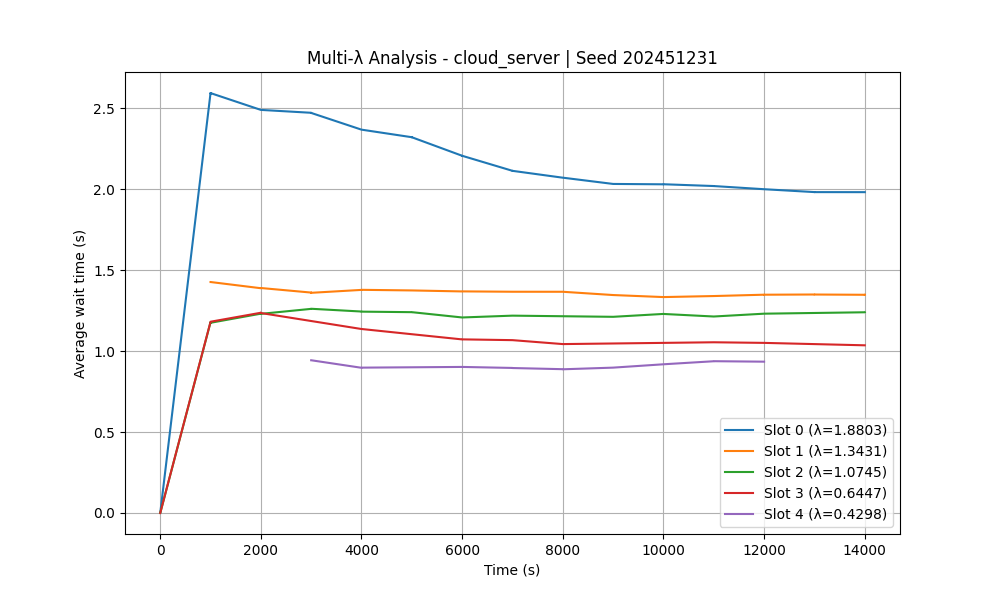 Multi-λ Analysis - cloud_server | Seed 202451231
Average wait time (s)
2.5
2.0
1.5
1.0
0.5
0.0
Slot 0 (λ=1.8803)
Slot 1 (λ=1.3431)
Slot 2 (λ=1.0745)
Slot 3 (λ=0.6447)
Slot 4 (λ=0.4298)
0 2000 4000 6000 8000 10000 12000 14000
Time (s)